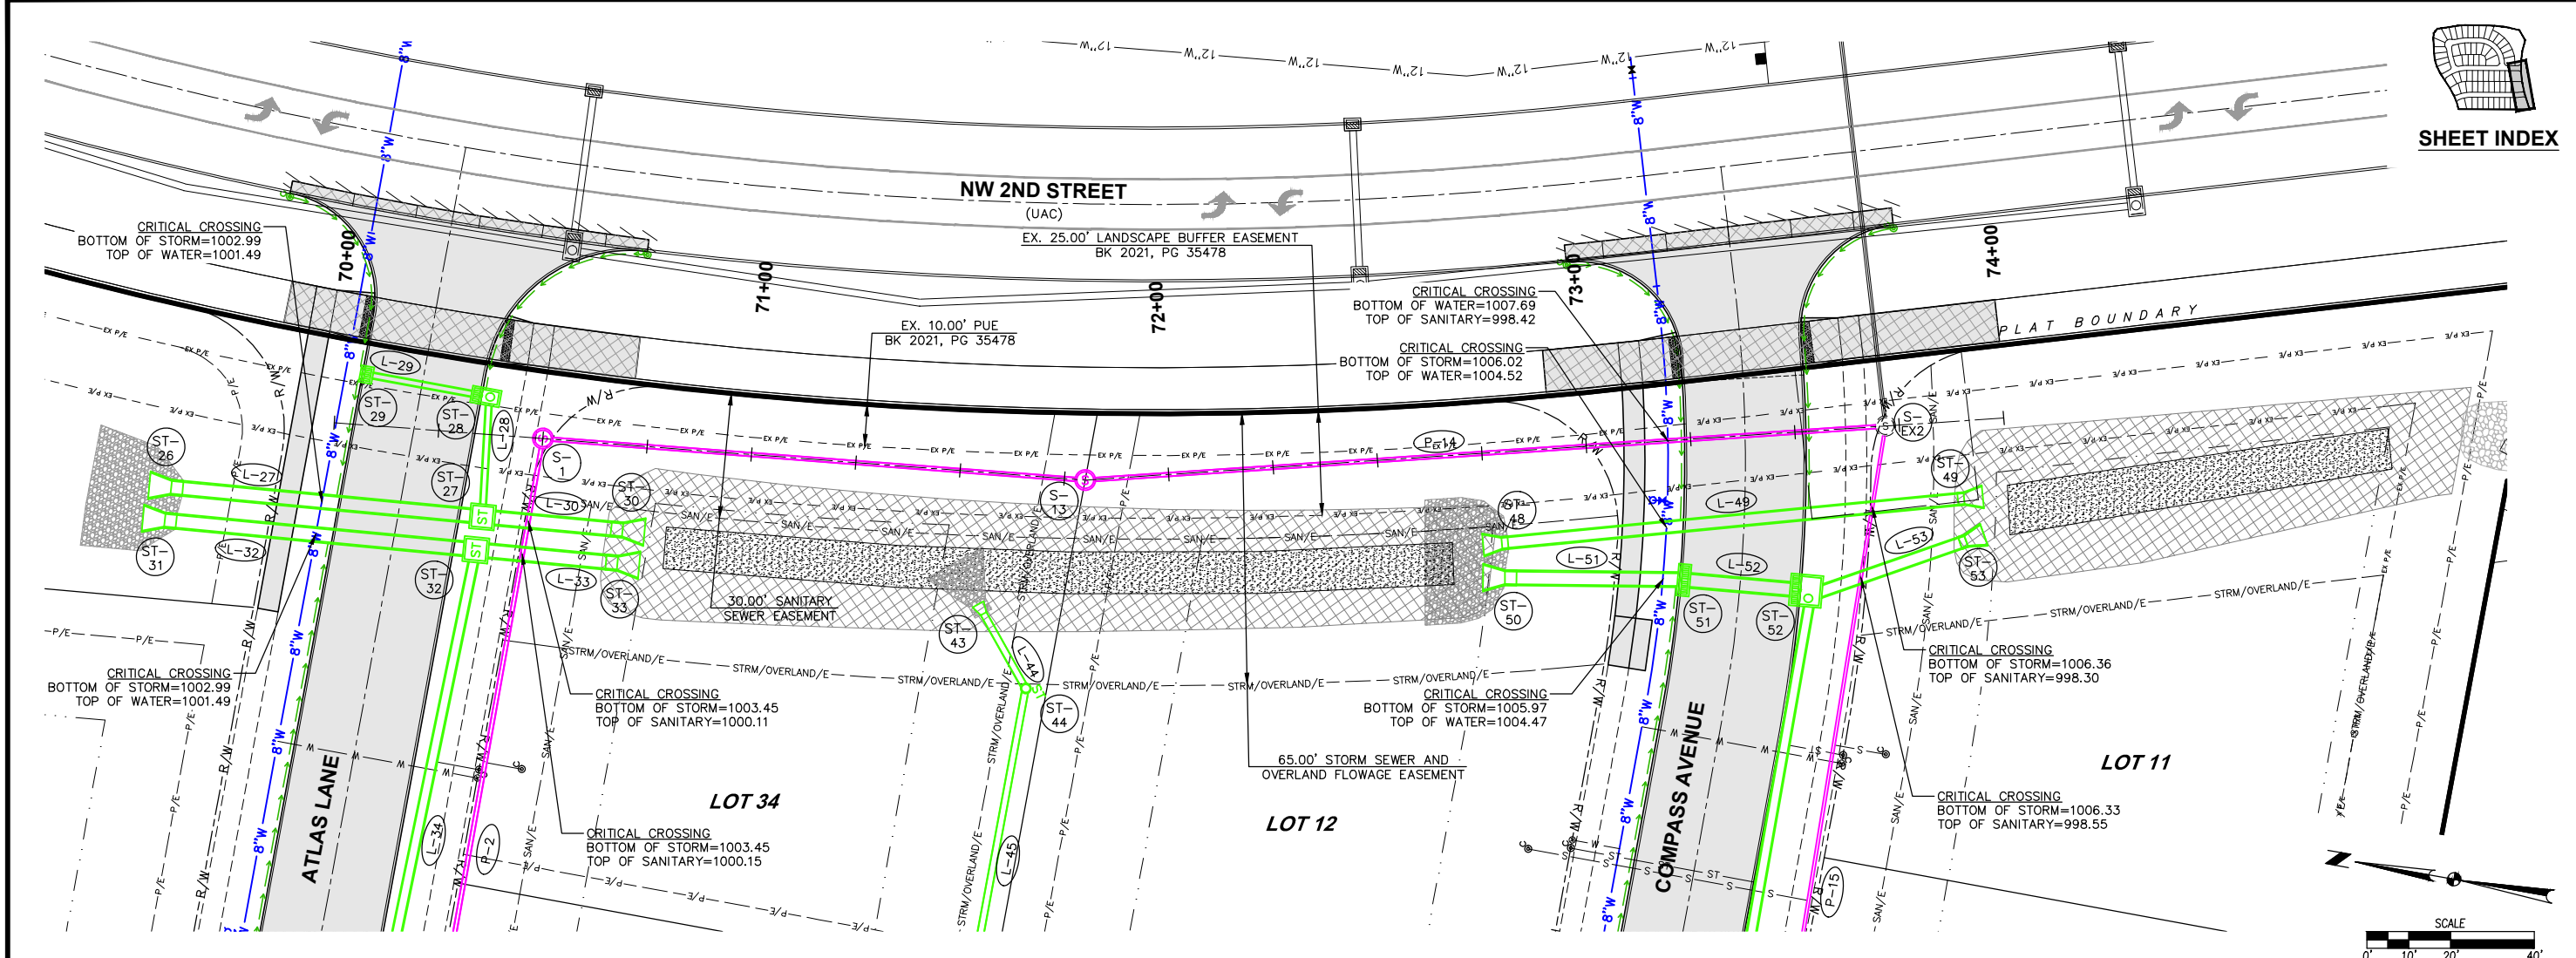 SHEET INDEX
NW 2ND STREET
(UAC)
EX. 25.00' LANDSCAPE BUFFER EASEMENT
BK 2021, PG 35478
EX. 10.00' PUE
BK 2021, PG 35478
CRITICAL CROSSING
BOTTOM OF STORM=1002.99
TOP OF WATER=1001.49
70+00
71+00
72+00
73+00
74+00
CRITICAL CROSSING
BOTTOM OF WATER=1007.69
TOP OF SANITARY=998.42
CRITICAL CROSSING
BOTTOM OF STORM=1006.02
TOP OF WATER=1004.52
PLAT BOUNDARY
12"W
8"W
EX P/E
P/E
R/W
SAN/E
L-29
ST-29
ST-28
L-28
ST-27
ST-26
L-27
ST-31
L-32
ST-32
S-1
L-30
ST-30
L-33
ST-33
S-13
P-14
S-EX2
ST-48
L-49
ST-49
L-51
L-52
L-53
ST-50
ST-51
ST-52
ST-53
30.00' SANITARY
SEWER EASEMENT
ST-43
L-44
ST-44
L-45
STRM/OVERLAND/E
CRITICAL CROSSING
BOTTOM OF STORM=1002.99
TOP OF WATER=1001.49
CRITICAL CROSSING
BOTTOM OF STORM=1003.45
TOP OF SANITARY=1000.11
CRITICAL CROSSING
BOTTOM OF STORM=1005.97
TOP OF WATER=1004.47
CRITICAL CROSSING
BOTTOM OF STORM=1006.36
TOP OF SANITARY=998.30
65.00' STORM SEWER AND
OVERLAND FLOWAGE EASEMENT
CRITICAL CROSSING
BOTTOM OF STORM=1003.45
TOP OF SANITARY=1000.15
CRITICAL CROSSING
BOTTOM OF STORM=1006.33
TOP OF SANITARY=998.55
LOT 34
LOT 12
LOT 11
ATLAS LANE
COMPASS AVENUE
L-34
P-2
P-15
SCALE
0' 10' 20' 40'